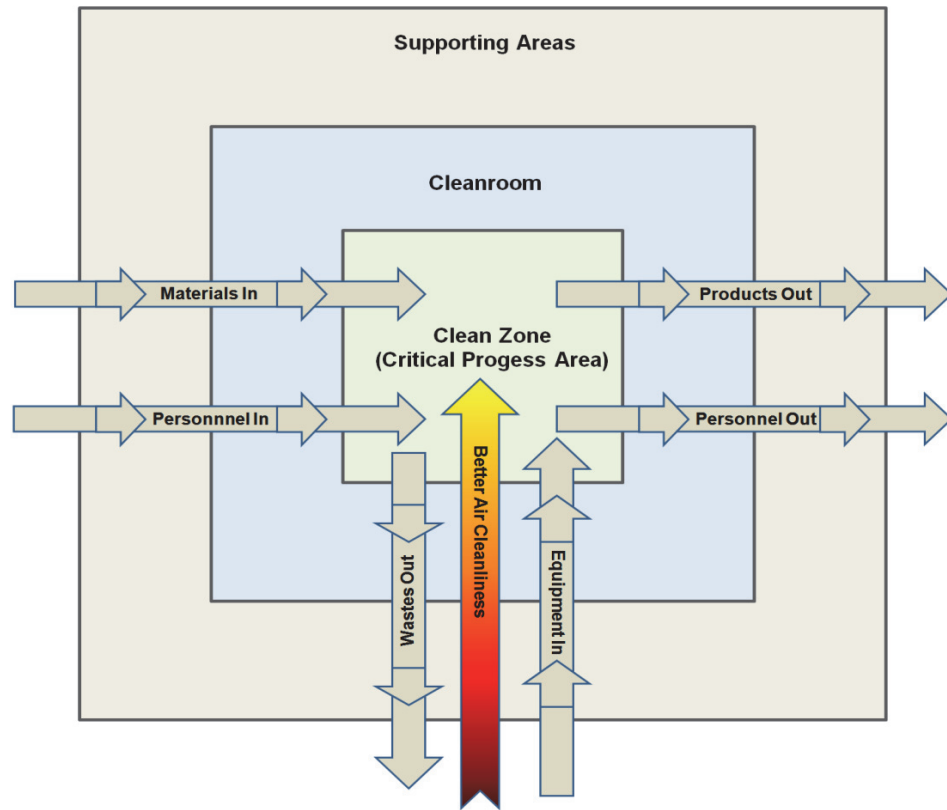 Supporting Areas
Cleanroom
Materials In
Products Out
Clean Zone
(Critical Progess Area)
Personnnel In
Personnel Out
Wastes Out
Better Air Cleanliness
Equipment In